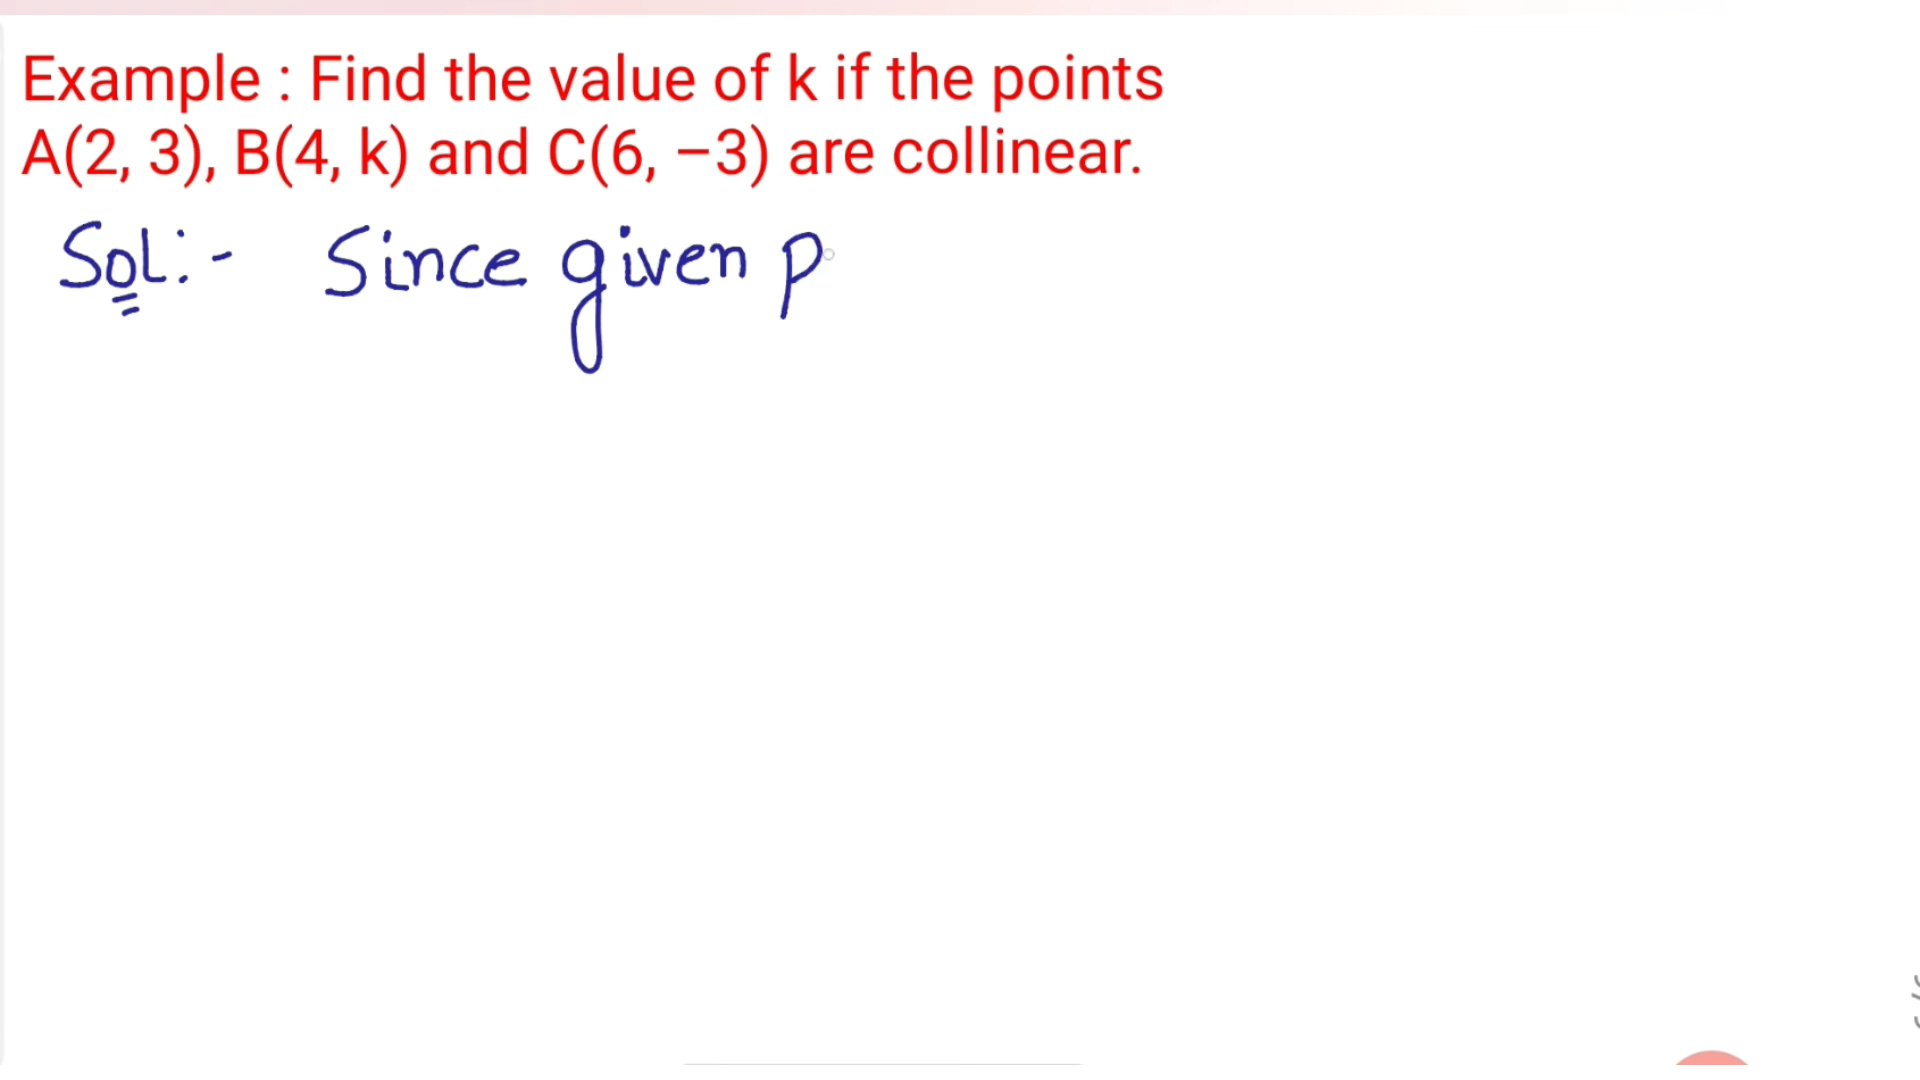 Example : Find the value of k if the points
A(2, 3), B(4, k) and C(6, −3) are collinear.
Sol:- Since given p